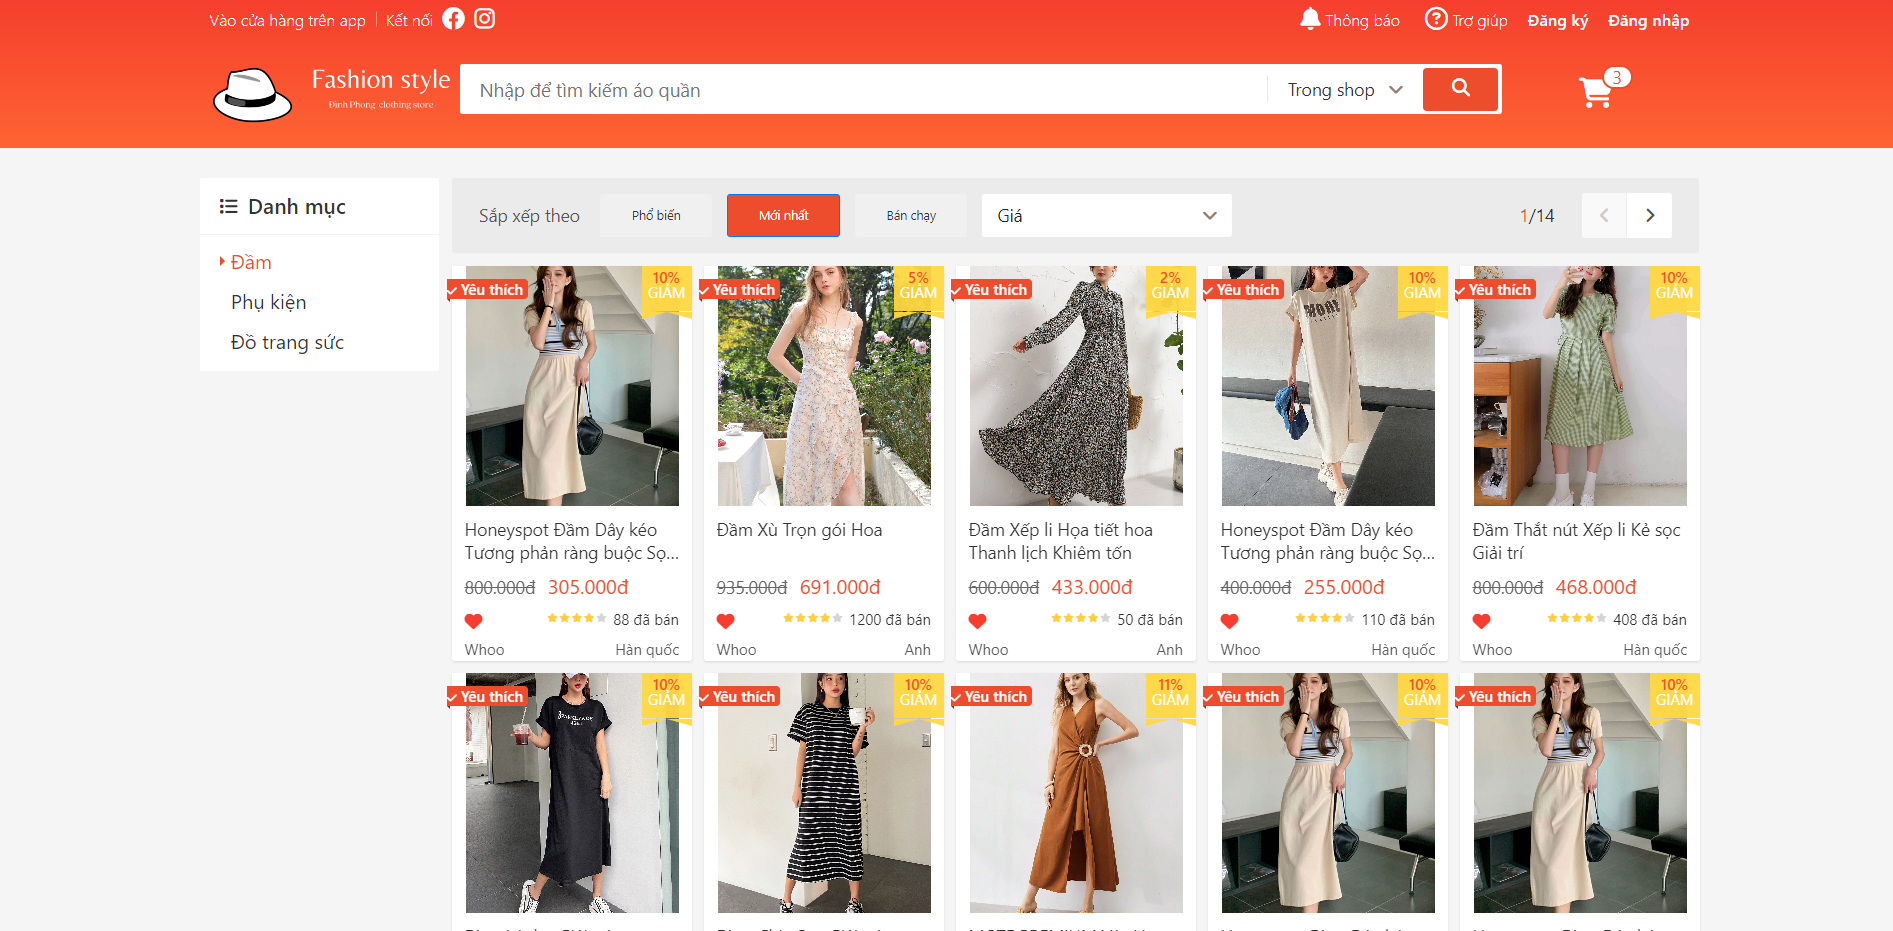 Vào cửa hàng trên app
Kết nối
Thông báo
Trợ giúp
Đăng ký
Đăng nhập
Fashion style
Đình Phong clothing store
Nhập để tìm kiếm áo quần
Trong shop
3
Danh mục
Đầm
Phụ kiện
Đồ trang sức
Sắp xếp theo
Phổ biến
Mới nhất
Bán chạy
Giá
1/14
Yêu thích
10%
GIẢM
Honeyspot Đầm Dây kéo
Tương phản ràng buộc Sọ...
800.000đ 305.000đ
88 đã bán
Whoo
Hàn quốc
Yêu thích
5%
GIẢM
Đầm Xù Trọn gói Hoa
935.000đ 691.000đ
1200 đã bán
Whoo
Anh
Yêu thích
2%
GIẢM
Đầm Xếp li Họa tiết hoa
Thanh lịch Khiêm tốn
600.000đ 433.000đ
50 đã bán
Whoo
Anh
Yêu thích
10%
GIẢM
Honeyspot Đầm Dây kéo
Tương phản ràng buộc Sọ...
400.000đ 255.000đ
110 đã bán
Whoo
Hàn quốc
Yêu thích
10%
GIẢM
Đầm Thắt nút Xếp li Kẻ sọc
Giải trí
800.000đ 468.000đ
408 đã bán
Whoo
Hàn quốc
Yêu thích
10%
GIẢM
Yêu thích
10%
GIẢM
Yêu thích
11%
GIẢM
Yêu thích
10%
GIẢM
Yêu thích
10%
GIẢM